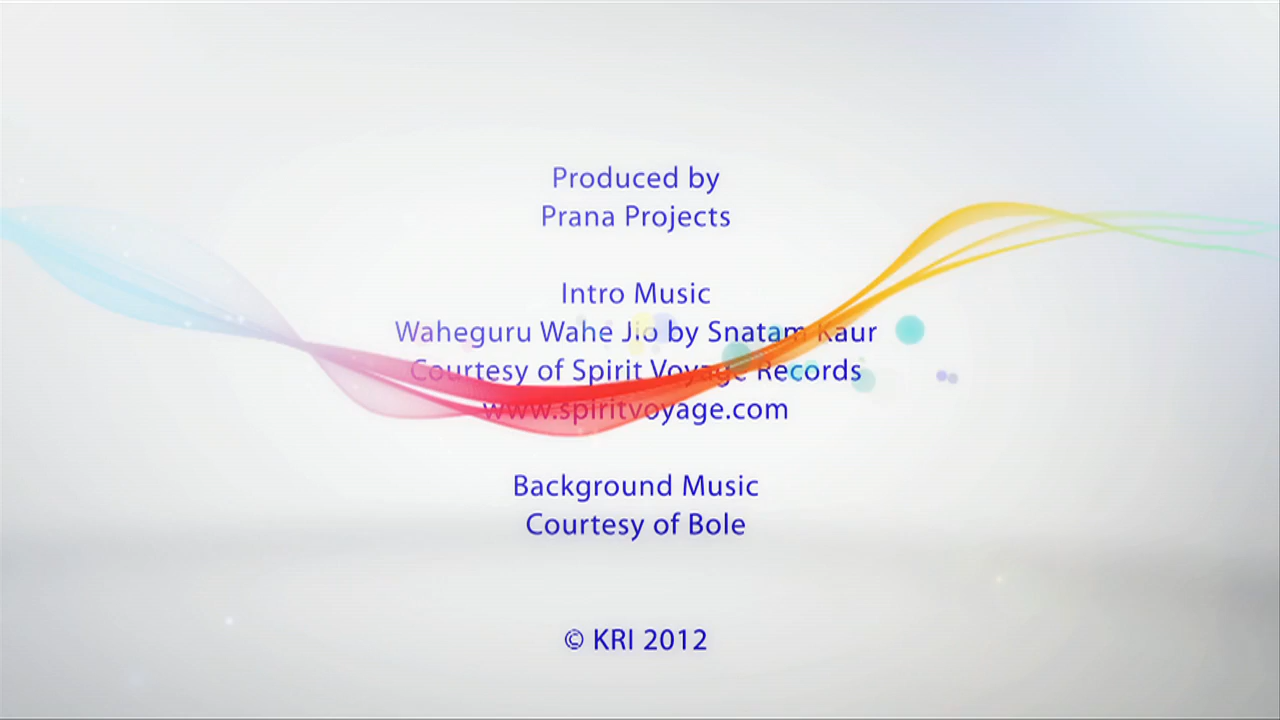 Produced by
Prana Projects
Intro Music
Waheguru Wahe Jio by Snatam Kaur
Courtesy of Spirit Voyage Records
www.spiritvoyage.com
Background Music
Courtesy of Bole
© KRI 2012